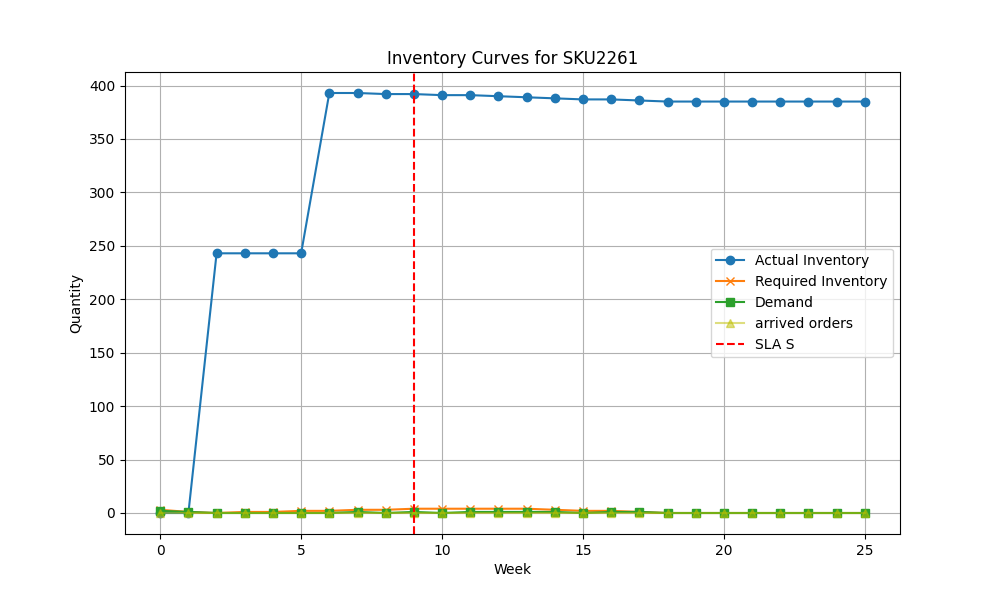 Inventory Curves for SKU2261
Quantity
400
350
300
250
200
150
100
50
0
Actual Inventory
Required Inventory
Demand
arrived orders
SLA S
0 5 10 15 20 25
Week